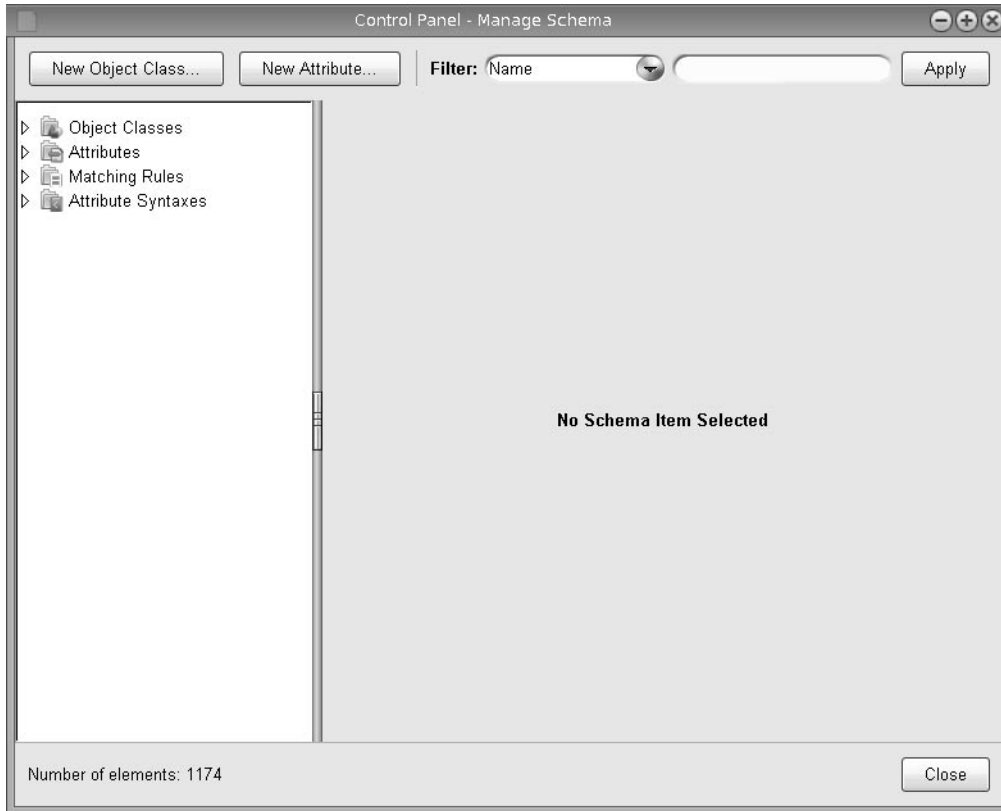 Control Panel - Manage Schema
New Object Class... New Attribute... Filter: Name Apply
Object Classes
Attributes
Matching Rules
Attribute Syntaxes
No Schema Item Selected
Number of elements: 1174 Close